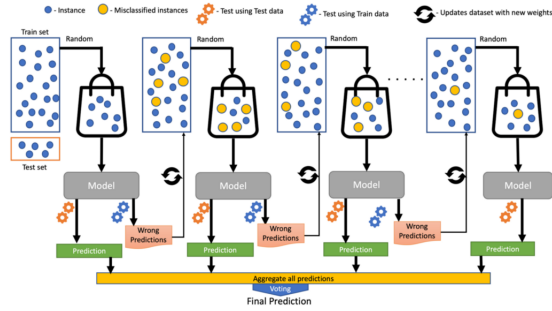 - Instance
- Misclassified instances
- Test using Test data
- Test using Train data
- Updates dataset with new weights
Train set
Random
Random
Random
Random
Test set
Model
Model
Model
Model
Wrong
Predictions
Wrong
Predictions
Wrong
Predictions
Prediction
Prediction
Prediction
Prediction
Aggregate all predictions
Voting
Final Prediction